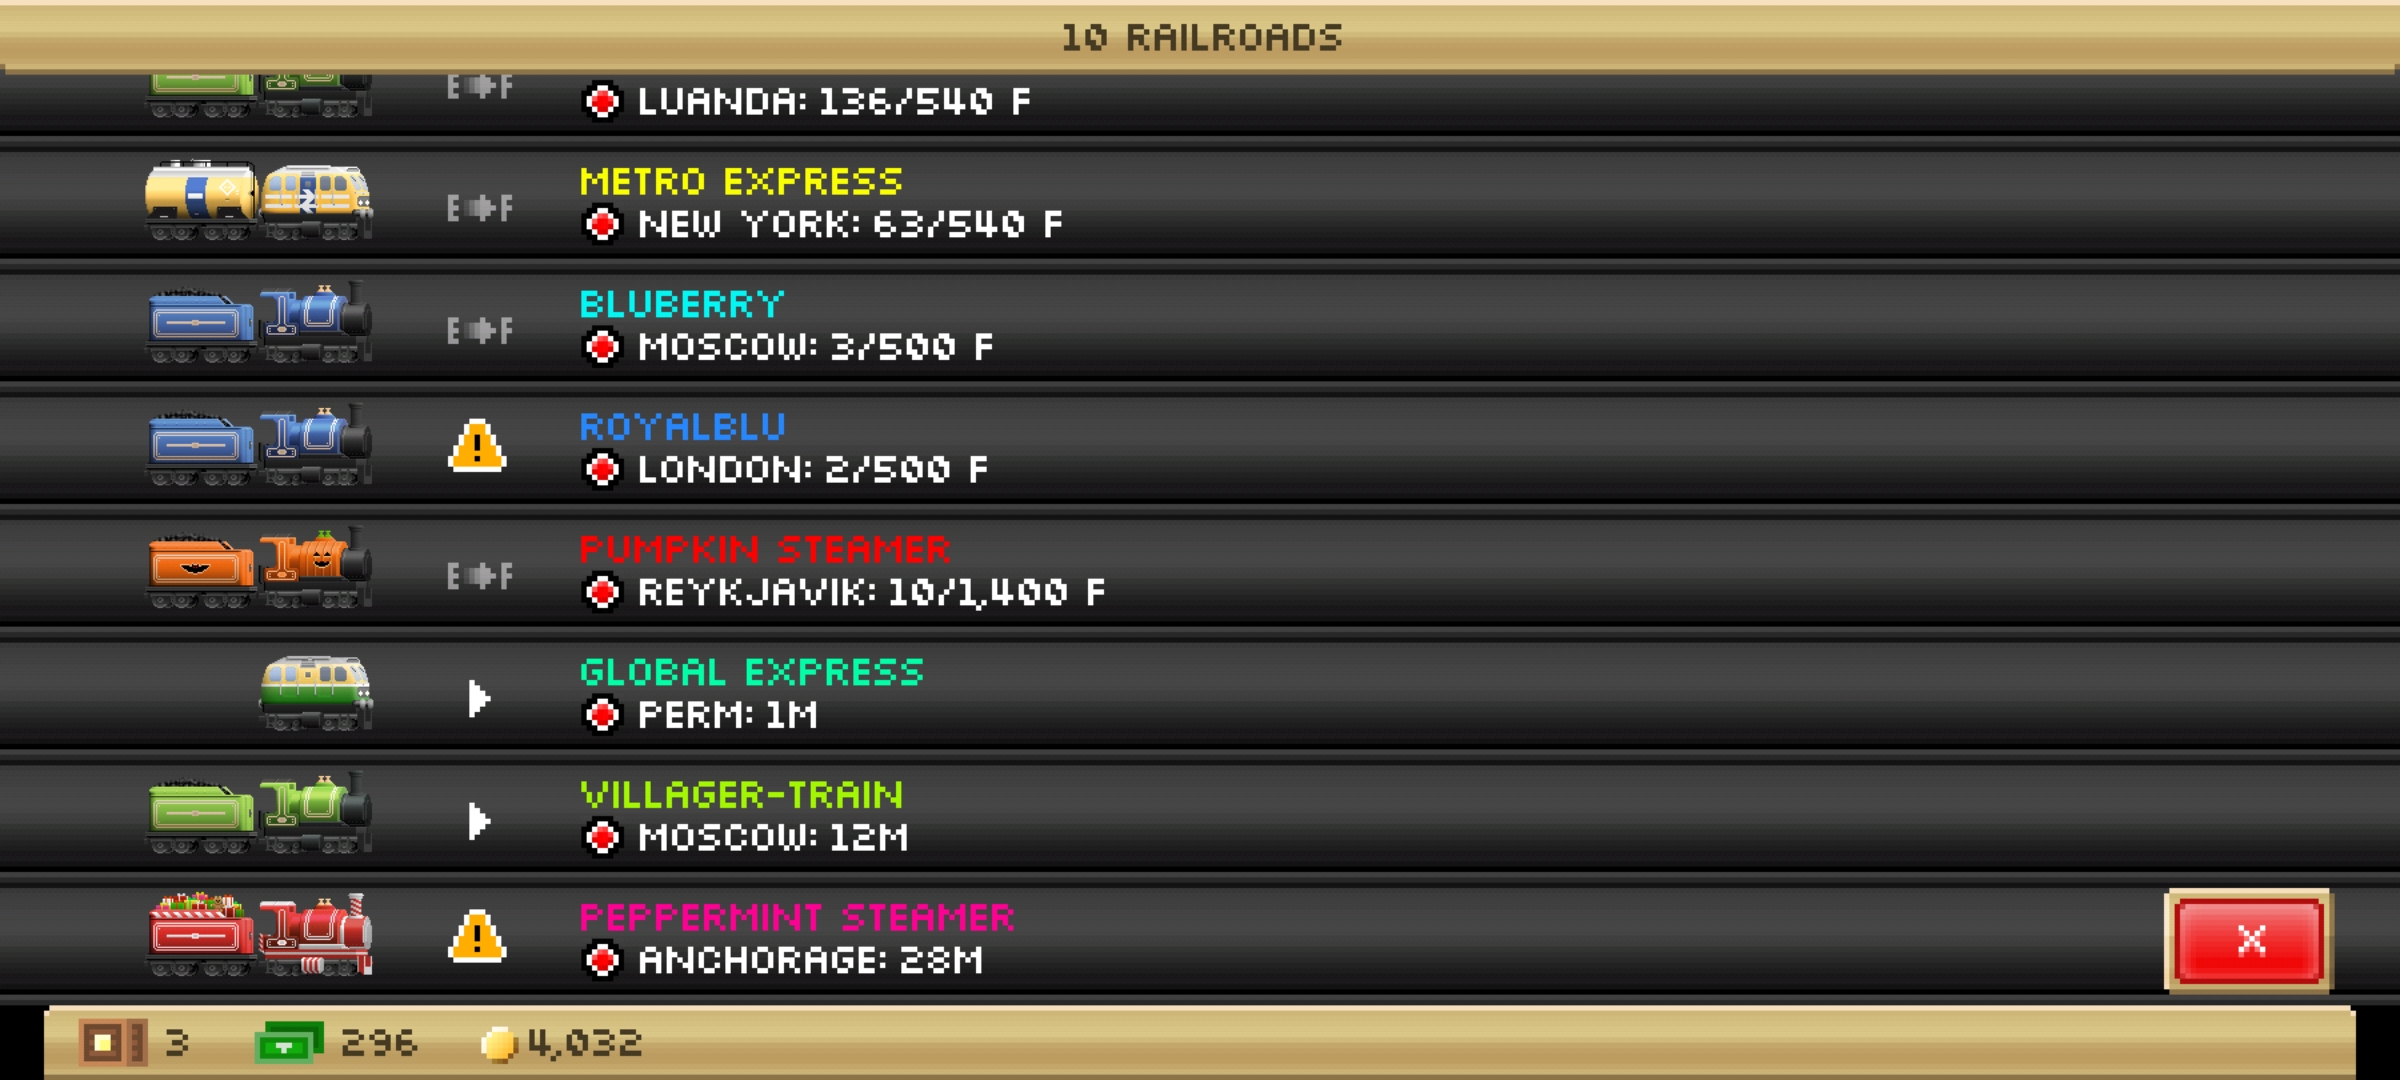 10 RAILROADS
E F
LUANDA: 136/540 F
METRO EXPRESS
E F
NEW YORK: 63/540 F
BLUBERRY
E F
MOSCOW: 3/500 F
ROYALBLU
!
LONDON: 2/500 F
PUMPKIN STEAMER
E F
REYKJAVIK: 10/1,400 F
GLOBAL EXPRESS
PERM: 1M
VILLAGER-TRAIN
MOSCOW: 12M
PEPPERMINT STEAMER
!
ANCHORAGE: 28M
X
3 296 4,032